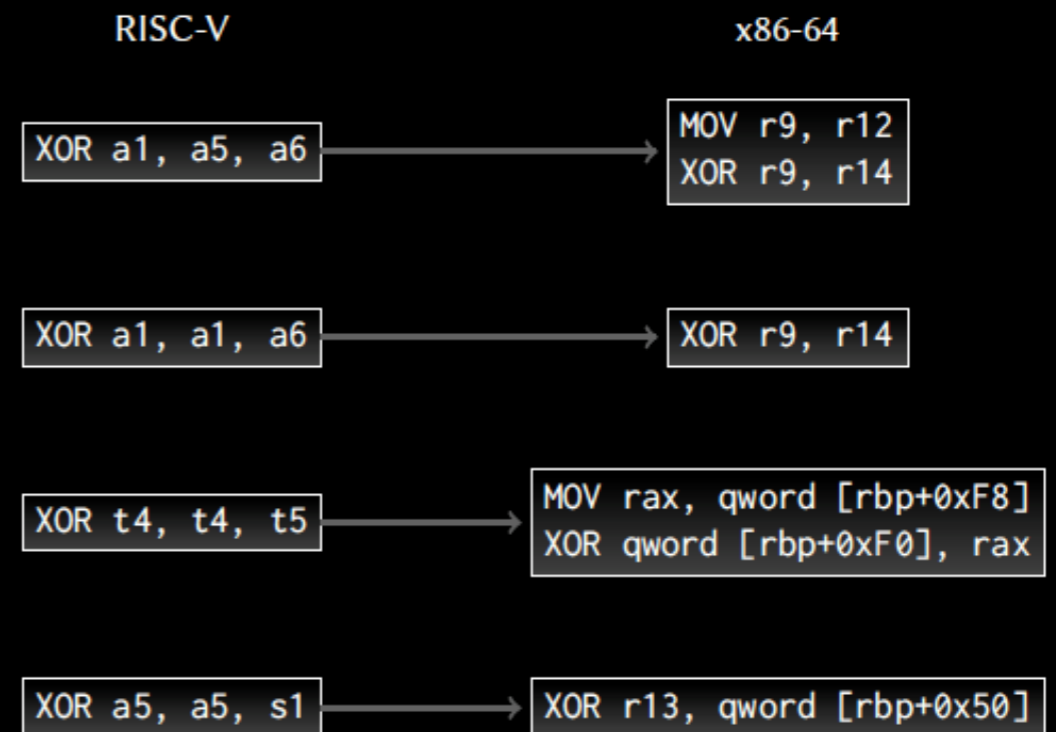 RISC-V x86-64
XOR a1, a5, a6
MOV r9, r12
XOR r9, r14
XOR a1, a1, a6
XOR r9, r14
XOR t4, t4, t5
MOV rax, qword [rbp+0xF8]
XOR qword [rbp+0xF0], rax
XOR a5, a5, s1
XOR r13, qword [rbp+0x50]